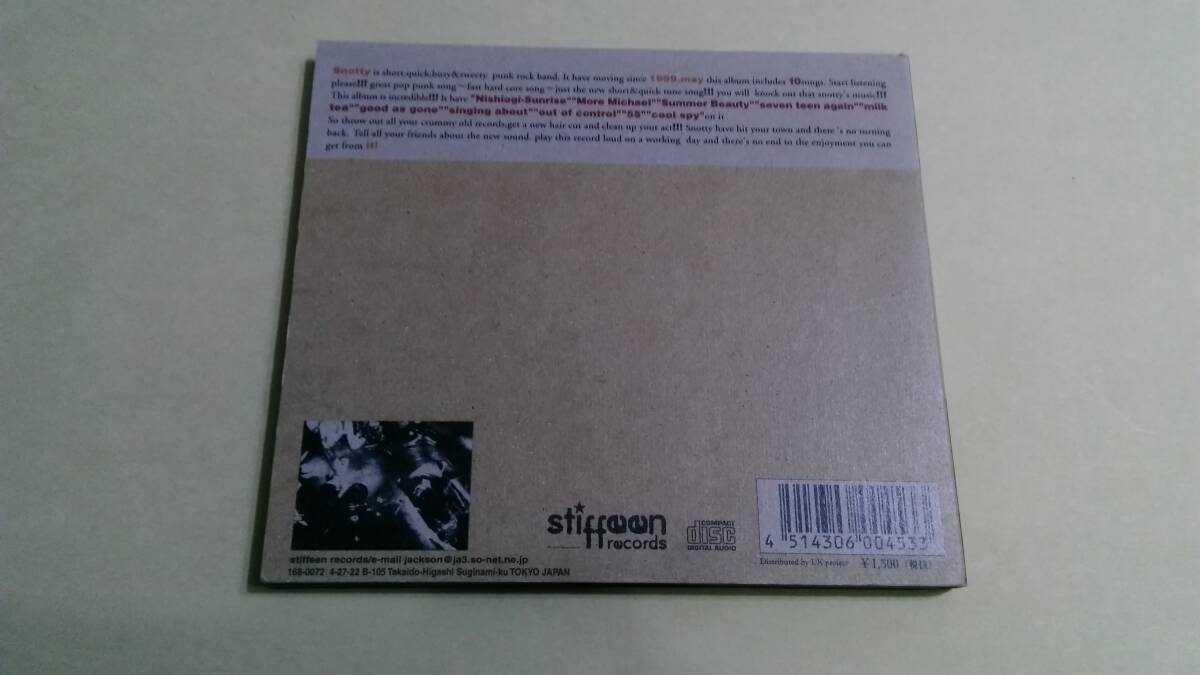 Snotty is short,quick,busy&sweety punk rock band. It have moving since 1999,may this album includes 10songs. Start listening
please!!! great pop punk song~fast hard core song~just the new short&quick tune song!!! you will knock out that snotty's music!!!
This album is incredible!!! It have "Nishiogi-Sunrise""More Michael""Summer Beauty""seven teen again""milk
tea""good as gone""singing about""out of control""55""cool spy"on it
So throw out all your crummy old records,get a new hair cut and clean up your act!!! Snotty have hit your town and there's no turning
back. Tell all your friends about the new sound. play this record loud on a working day and there's no end to the enjoyment you can
get from it!
stiffeen
records
COMPACT
disc
DIGITAL AUDIO
4 514306 004533
stiffeen records/e-mail jackson@ja3.so-net.ne.jp
168-0072 4-27-22 B-105 Takaido-Higashi Suginami-ku TOKYO JAPAN
Distributed by UK project ¥1,500 (税抜)